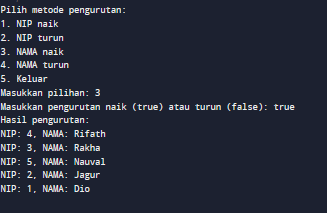 Pilih metode pengurutan:
1. NIP naik
2. NIP turun
3. NAMA naik
4. NAMA turun
5. Keluar
Masukkan pilihan: 3
Masukkan pengurutan naik (true) atau turun (false): true
Hasil pengurutan:
NIP: 4, NAMA: Rifath
NIP: 3, NAMA: Rakha
NIP: 5, NAMA: Nauval
NIP: 2, NAMA: Jagur
NIP: 1, NAMA: Dio